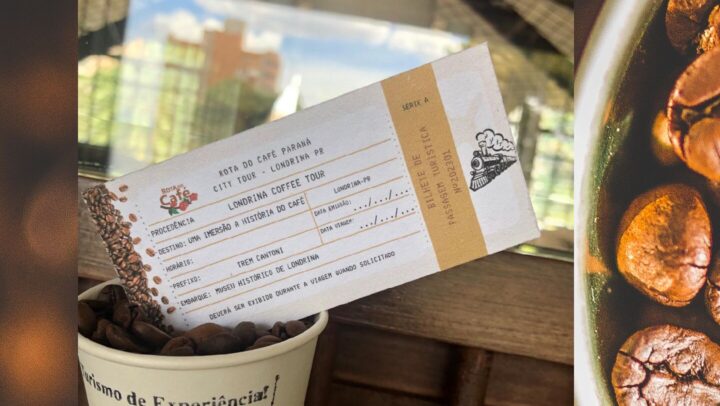 ROTA DO CAFÉ PARANÁ
CITY TOUR - LONDRINA PR
Rota do
Café
PROCEDÊNCIA LONDRINA COFFEE TOUR
DESTINO: UMA IMERSÃO A HISTÓRIA DO CAFÉ
LONDRINA-PR
HORÁRIO:
DATA EMISSÃO: .../.../...
PREFIXO: TREM CANTONI
DATA VIAGEM: .../.../...
EMBARQUE: MUSEU HISTÓRICO DE LONDRINA
DEVERÁ SER EXIBIDO DURANTE A VIAGEM QUANDO SOLICITADO
SÉRIE A
BILHETE DE
PASSAGEM TURÍSTICA
Nº202301
Turismo de Experiência!